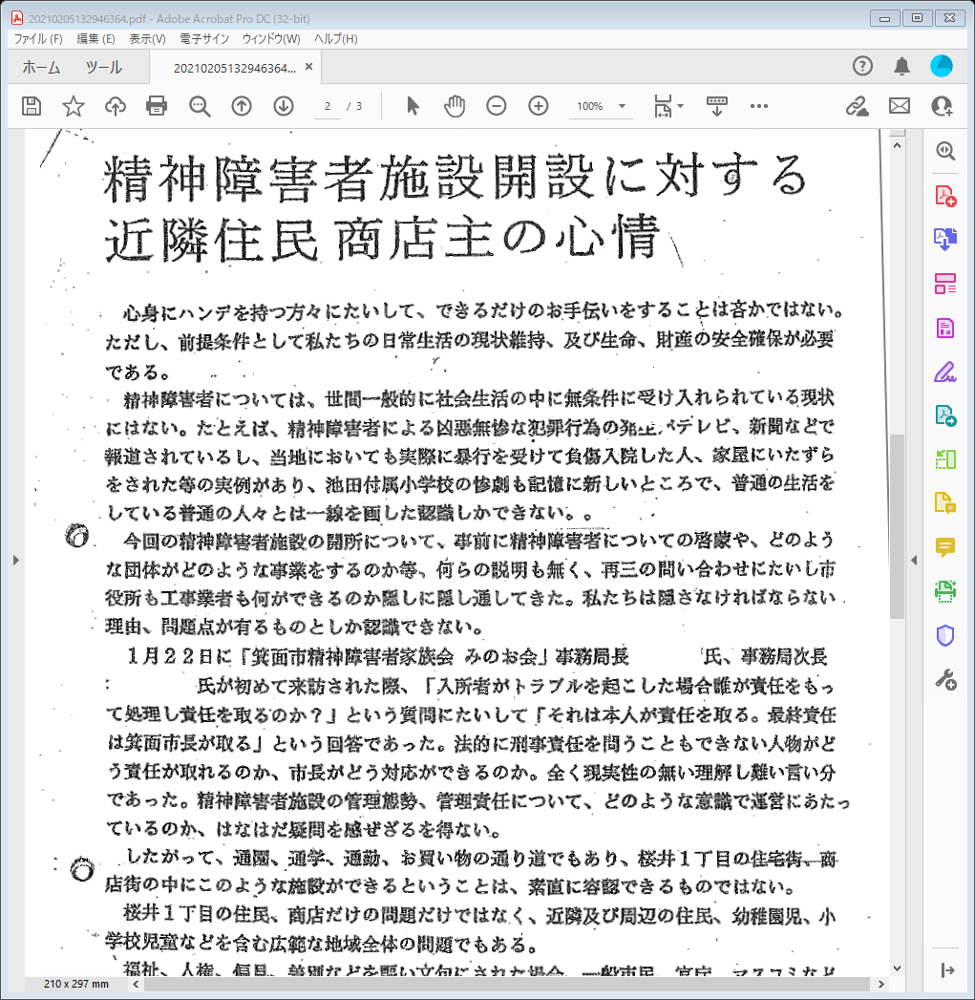 20210205132946364.pdf - Adobe Acrobat Pro DC (32-bit)
ファイル(F) 編集(E) 表示(V) 電子サイン ウィンドウ(W) ヘルプ(H)
ホーム ツール 20210205132946364... ×
2 / 3 100%
精神障害者施設開設に対する
近隣住民商店主の心情
心身にハンデを持つ方々にたいして、できるだけのお手伝いをすることは吝かではない。
ただし、前提条件として私たちの日常生活の現状維持、及び生命、財産の安全確保が必要
である。
精神障害者については、世間一般的に社会生活の中に無条件に受け入れられている現状
にはない。たとえば、精神障害者による凶悪無惨な犯罪行為の発生がテレビ、新聞などで
報道されているし、当地においても実際に暴行を受けて負傷入院した人、家屋にいたずら
をされた等の実例があり、池田付属小学校の惨劇も記憶に新しいところで、普通の生活を
している普通の人々とは一線を画した認識しかできない。。
今回の精神障害者施設の開所について、事前に精神障害者についての啓蒙や、どのよう
な団体がどのような事業をするのか等、何らの説明も無く、再三の問い合わせにたいし市
役所も工事業者も何ができるのか隠しに隠し通してきた。私たちは隠さなければならない
理由、問題点が有るものとしか認識できない。
1月22日に「箕面市精神障害者家族会 みのお会」事務局長 氏、事務局次長
氏が初めて来訪された際、「入所者がトラブルを起こした場合誰が責任をもっ
て処理し責任を取るのか?」という質問にたいして「それは本人が責任を取る。最終責任
は箕面市長が取る」という回答であった。法的に刑事責任を問うこともできない人物がど
う責任が取れるのか、市長がどう対応ができるのか。全く現実性の無い理解し難い言い分
であった。精神障害者施設の管理態勢、管理責任について、どのような意識で運営にあたっ
ているのか、はなはだ疑問を感ぜざるを得ない。
したがって、通園、通学、通勤、お買い物の通り道でもあり、桜井1丁目の住宅街、商
店街の中にこのような施設ができるということは、素直に容認できるものではない。
桜井1丁目の住民、商店だけの問題だけではなく、近隣及び周辺の住民、幼稚園児、小
学校児童などを含む広範な地域全体の問題でもある。
福祉、人権、偏見、差別などを謳い文句にされた場合、一般市民、官庁、マスコミなど
210 x 297 mm